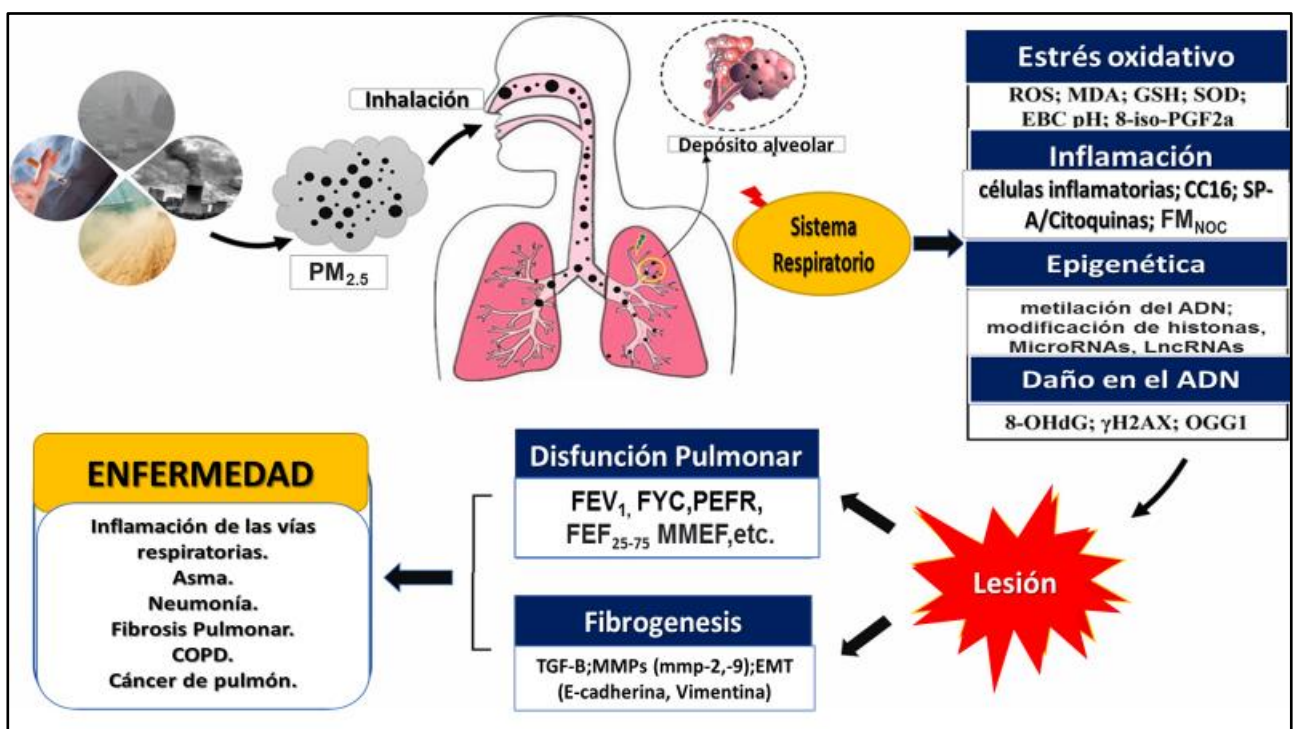 Inhalación
PM2.5
Depósito alveolar
Sistema
Respiratorio
Estrés oxidativo
ROS; MDA; GSH; SOD;
EBC pH; 8-iso-PGF2a
Inflamación
células inflamatorias; CC16; SP-
A/Citoquinas; FMNOC
Epigenética
metilación del ADN;
modificación de histonas,
MicroRNAs, LncRNAs
Daño en el ADN
8-OHdG; γH2AX; OGG1
Lesión
Disfunción Pulmonar
FEV1, FYC,PEFR,
FEF25-75 MMEF,etc.
Fibrogenesis
TGF-B;MMPs (mmp-2,-9);EMT
(E-cadherina, Vimentina)
ENFERMEDAD
Inflamación de las vías
respiratorias.
Asma.
Neumonía.
Fibrosis Pulmonar.
COPD.
Cáncer de pulmón.